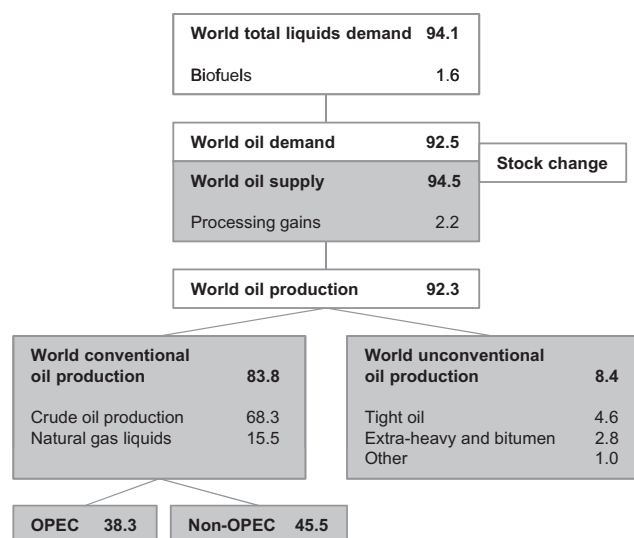 World total liquids demand 94.1
Biofuels 1.6
World oil demand 92.5
Stock change
World oil supply 94.5
Processing gains 2.2
World oil production 92.3
World conventional
oil production 83.8
Crude oil production 68.3
Natural gas liquids 15.5
World unconventional
oil production 8.4
Tight oil 4.6
Extra-heavy and bitumen 2.8
Other 1.0
OPEC 38.3
Non-OPEC 45.5